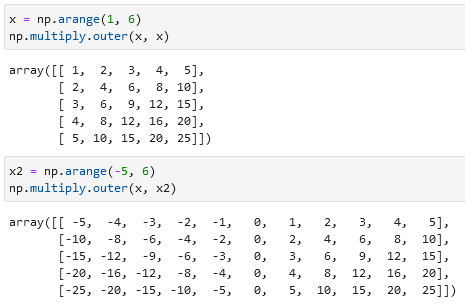 x = np.arange(1, 6)
np.multiply.outer(x, x)
array([[ 1,  2,  3,  4,  5],
       [ 2,  4,  6,  8, 10],
       [ 3,  6,  9, 12, 15],
       [ 4,  8, 12, 16, 20],
       [ 5, 10, 15, 20, 25]])
x2 = np.arange(-5, 6)
np.multiply.outer(x, x2)
array([[ -5,  -4,  -3,  -2,  -1,   0,   1,   2,   3,   4,   5],
       [-10,  -8,  -6,  -4,  -2,   0,   2,   4,   6,   8,  10],
       [-15, -12,  -9,  -6,  -3,   0,   3,   6,   9,  12,  15],
       [-20, -16, -12,  -8,  -4,   0,   4,   8,  12,  16,  20],
       [-25, -20, -15, -10,  -5,   0,   5,  10,  15,  20,  25]])